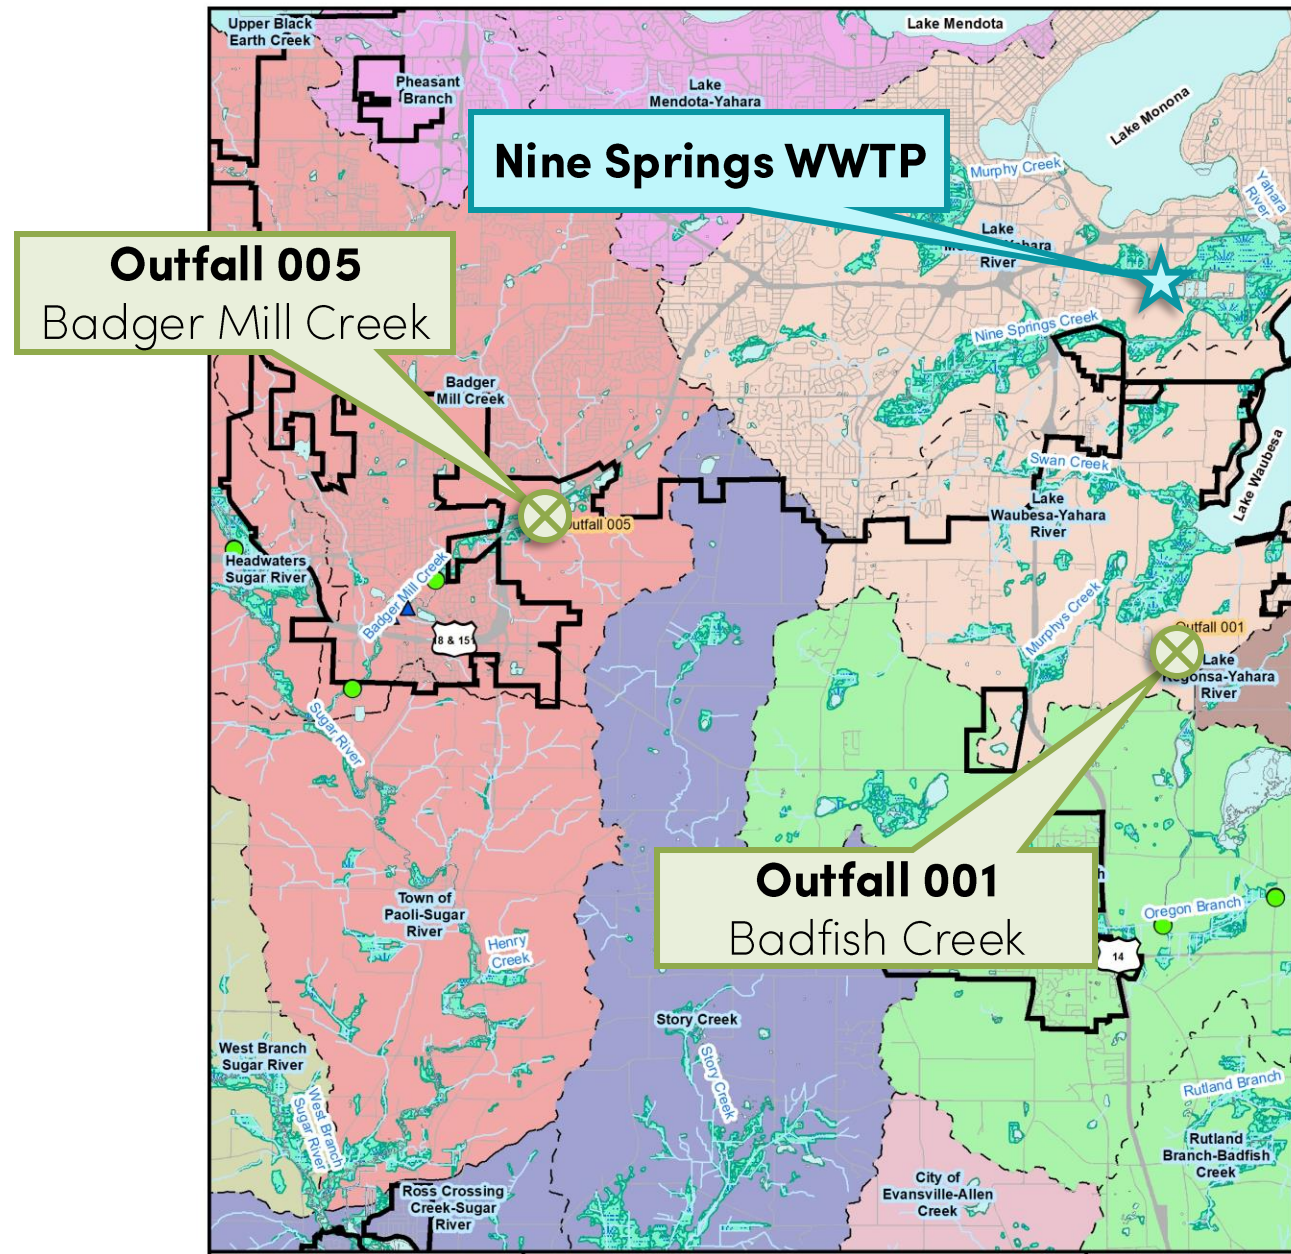 Upper Black
Earth Creek
Lake Mendota
Pheasant
Branch
Lake
Mendota-Yahara
Lake Monona
Nine Springs WWTP
Murphy Creek
Yahara
River
Lake
Yahara
River
Outfall 005
Badger Mill Creek
Nine Springs Creek
Badger
Mill Creek
Swan Creek
Lake Waubesa
Lake
Waubesa-Yahara
River
Outfall 005
Headwaters
Sugar River
Badger Mill Creek
8 & 15
Murphys Creek
Outfall 001
Lake
Kegonsa-Yahara
River
Sugar River
Outfall 001
Badfish Creek
h
Oregon Branch
14
Town of
Paoli-Sugar
River
Henry
Creek
Story Creek
Story Creek
West Branch
Sugar River
West Branch
Sugar River
Rutland Branch
Rutland
Branch-Badfish
Creek
City of
Evansville-Allen
Creek
Ross Crossing
Creek-Sugar
River